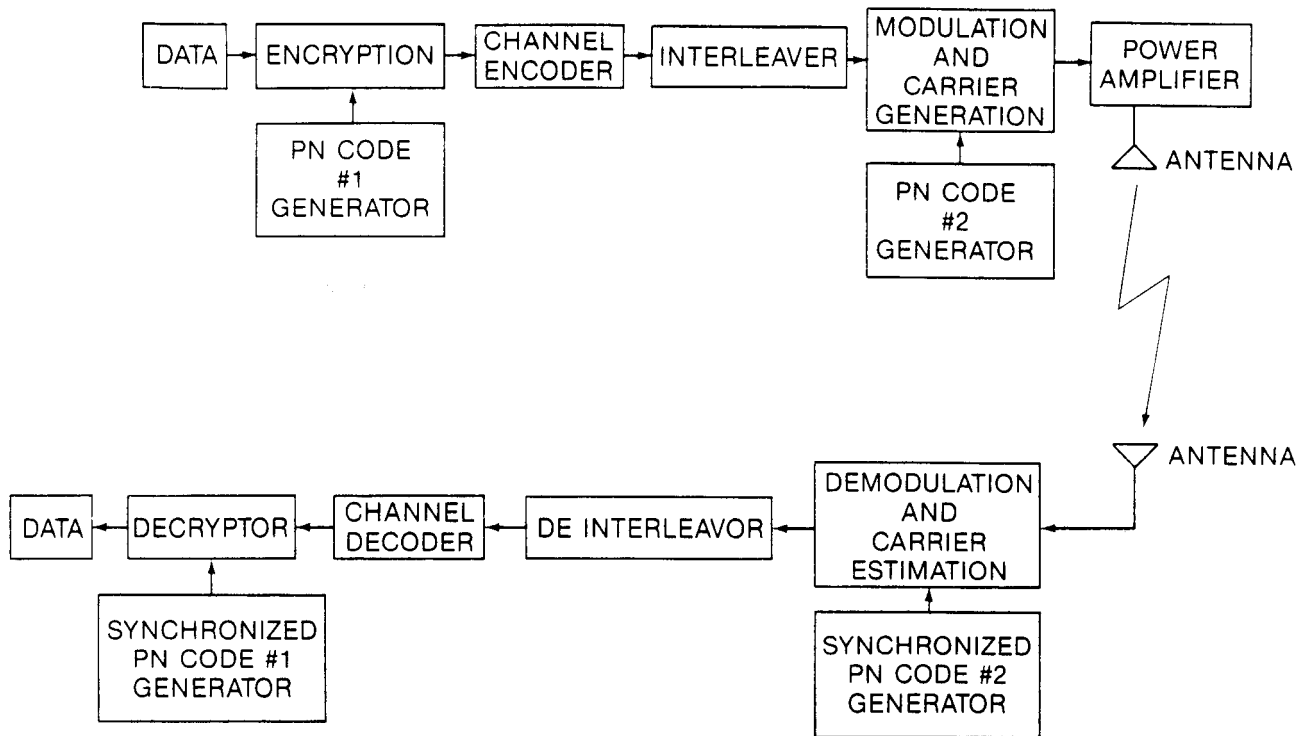 DATA
ENCRYPTION
CHANNEL
ENCODER
INTERLEAVER
MODULATION
AND
CARRIER
GENERATION
POWER
AMPLIFIER
PN CODE
#1
GENERATOR
PN CODE
#2
GENERATOR
ANTENNA
ANTENNA
DATA
DECRYPTOR
CHANNEL
DECODER
DE INTERLEAVOR
DEMODULATION
AND
CARRIER
ESTIMATION
SYNCHRONIZED
PN CODE #1
GENERATOR
SYNCHRONIZED
PN CODE #2
GENERATOR